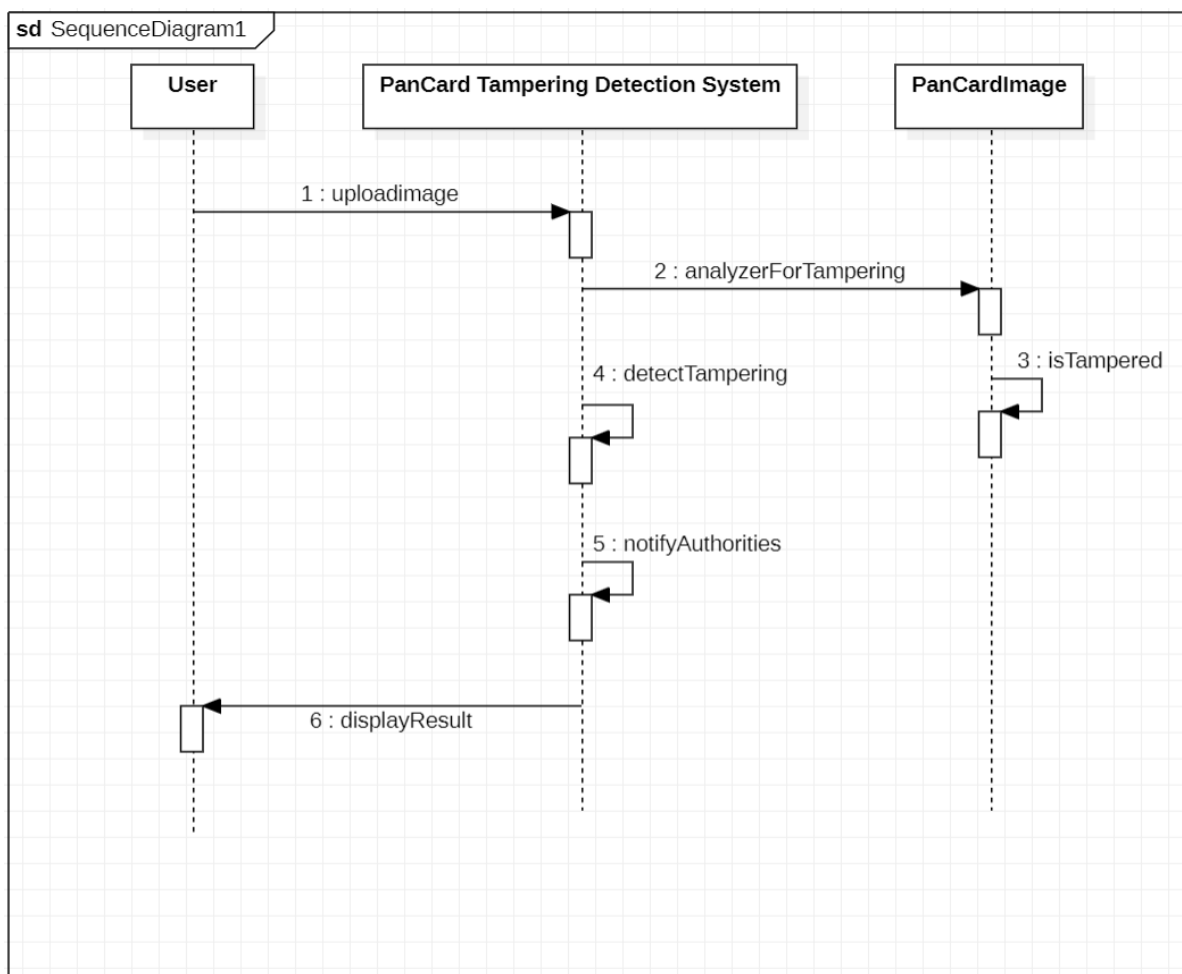 sd SequenceDiagram1
User
PanCard Tampering Detection System
PanCardImage
1 : uploadimage
2 : analyzerForTampering
3 : isTampered
4 : detectTampering
5 : notifyAuthorities
6 : displayResult